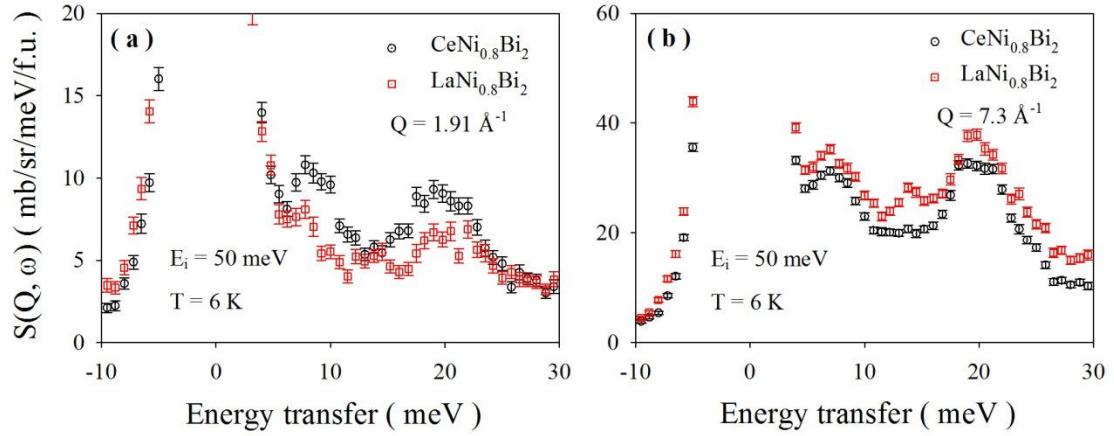 ( a )
CeNi0.8Bi2
LaNi0.8Bi2
Q = 1.91 Å-1
Ei = 50 meV
T = 6 K
20
15
10
5
0
-10 0 10 20 30
Energy transfer ( meV )
S(Q, ω) ( mb/sr/meV/f.u. )
( b )
CeNi0.8Bi2
LaNi0.8Bi2
Q = 7.3 Å-1
Ei = 50 meV
T = 6 K
60
40
20
0
-10 0 10 20 30
Energy transfer ( meV )